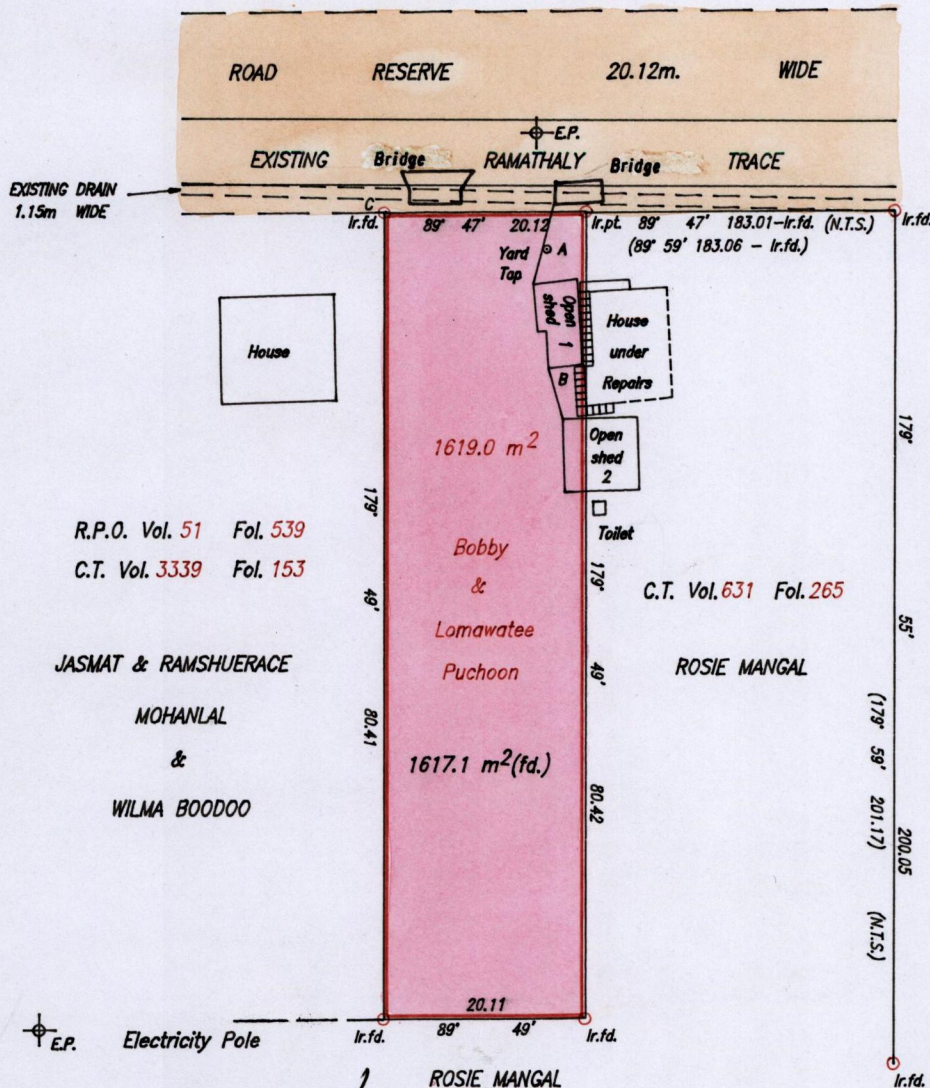 ROAD RESERVE 20.12m. WIDE
E.P.
EXISTING Bridge RAMATHALY Bridge TRACE
EXISTING DRAIN
1.15m WIDE
C
Ir.fd. 89° 47' 20.12 Ir.pt. 89° 47' 183.01-Ir.fd. (N.T.S.) Ir.fd.
(89° 59' 183.06 - Ir.fd.)
Yard
Tap
A
Open
shed
1
House
under
Repairs
House
B
Open
shed
2
Toilet
1619.0 m²
179° 49' 80.41
179° 49' 80.42
179° 55' 200.05
(179° 59' 201.17) (N.T.S.)
R.P.O. Vol. 51 Fol. 539
C.T. Vol. 3339 Fol. 153
Bobby
&
Lomawatee
Puchoon
C.T. Vol. 631 Fol. 265
JASMAT & RAMSHUERACE
MOHANLAL
&
WILMA BOODOO
ROSIE MANGAL
1617.1 m²(fd.)
20.11
Ir.fd. 89° 49' Ir.fd.
E.P. Electricity Pole
ROSIE MANGAL
Ir.fd.